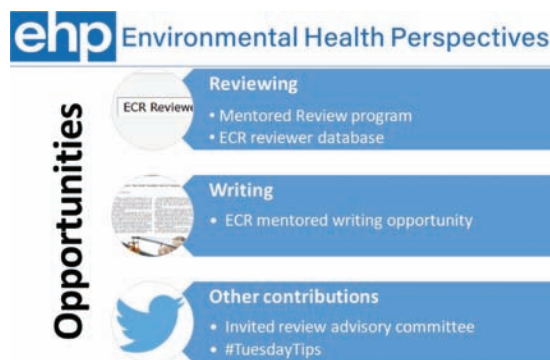 ehp Environmental Health Perspectives
Opportunities
ECR Reviewe
Reviewing
• Mentored Review program
• ECR reviewer database
Writing
• ECR mentored writing opportunity
Other contributions
• Invited review advisory committee
• #TuesdayTips